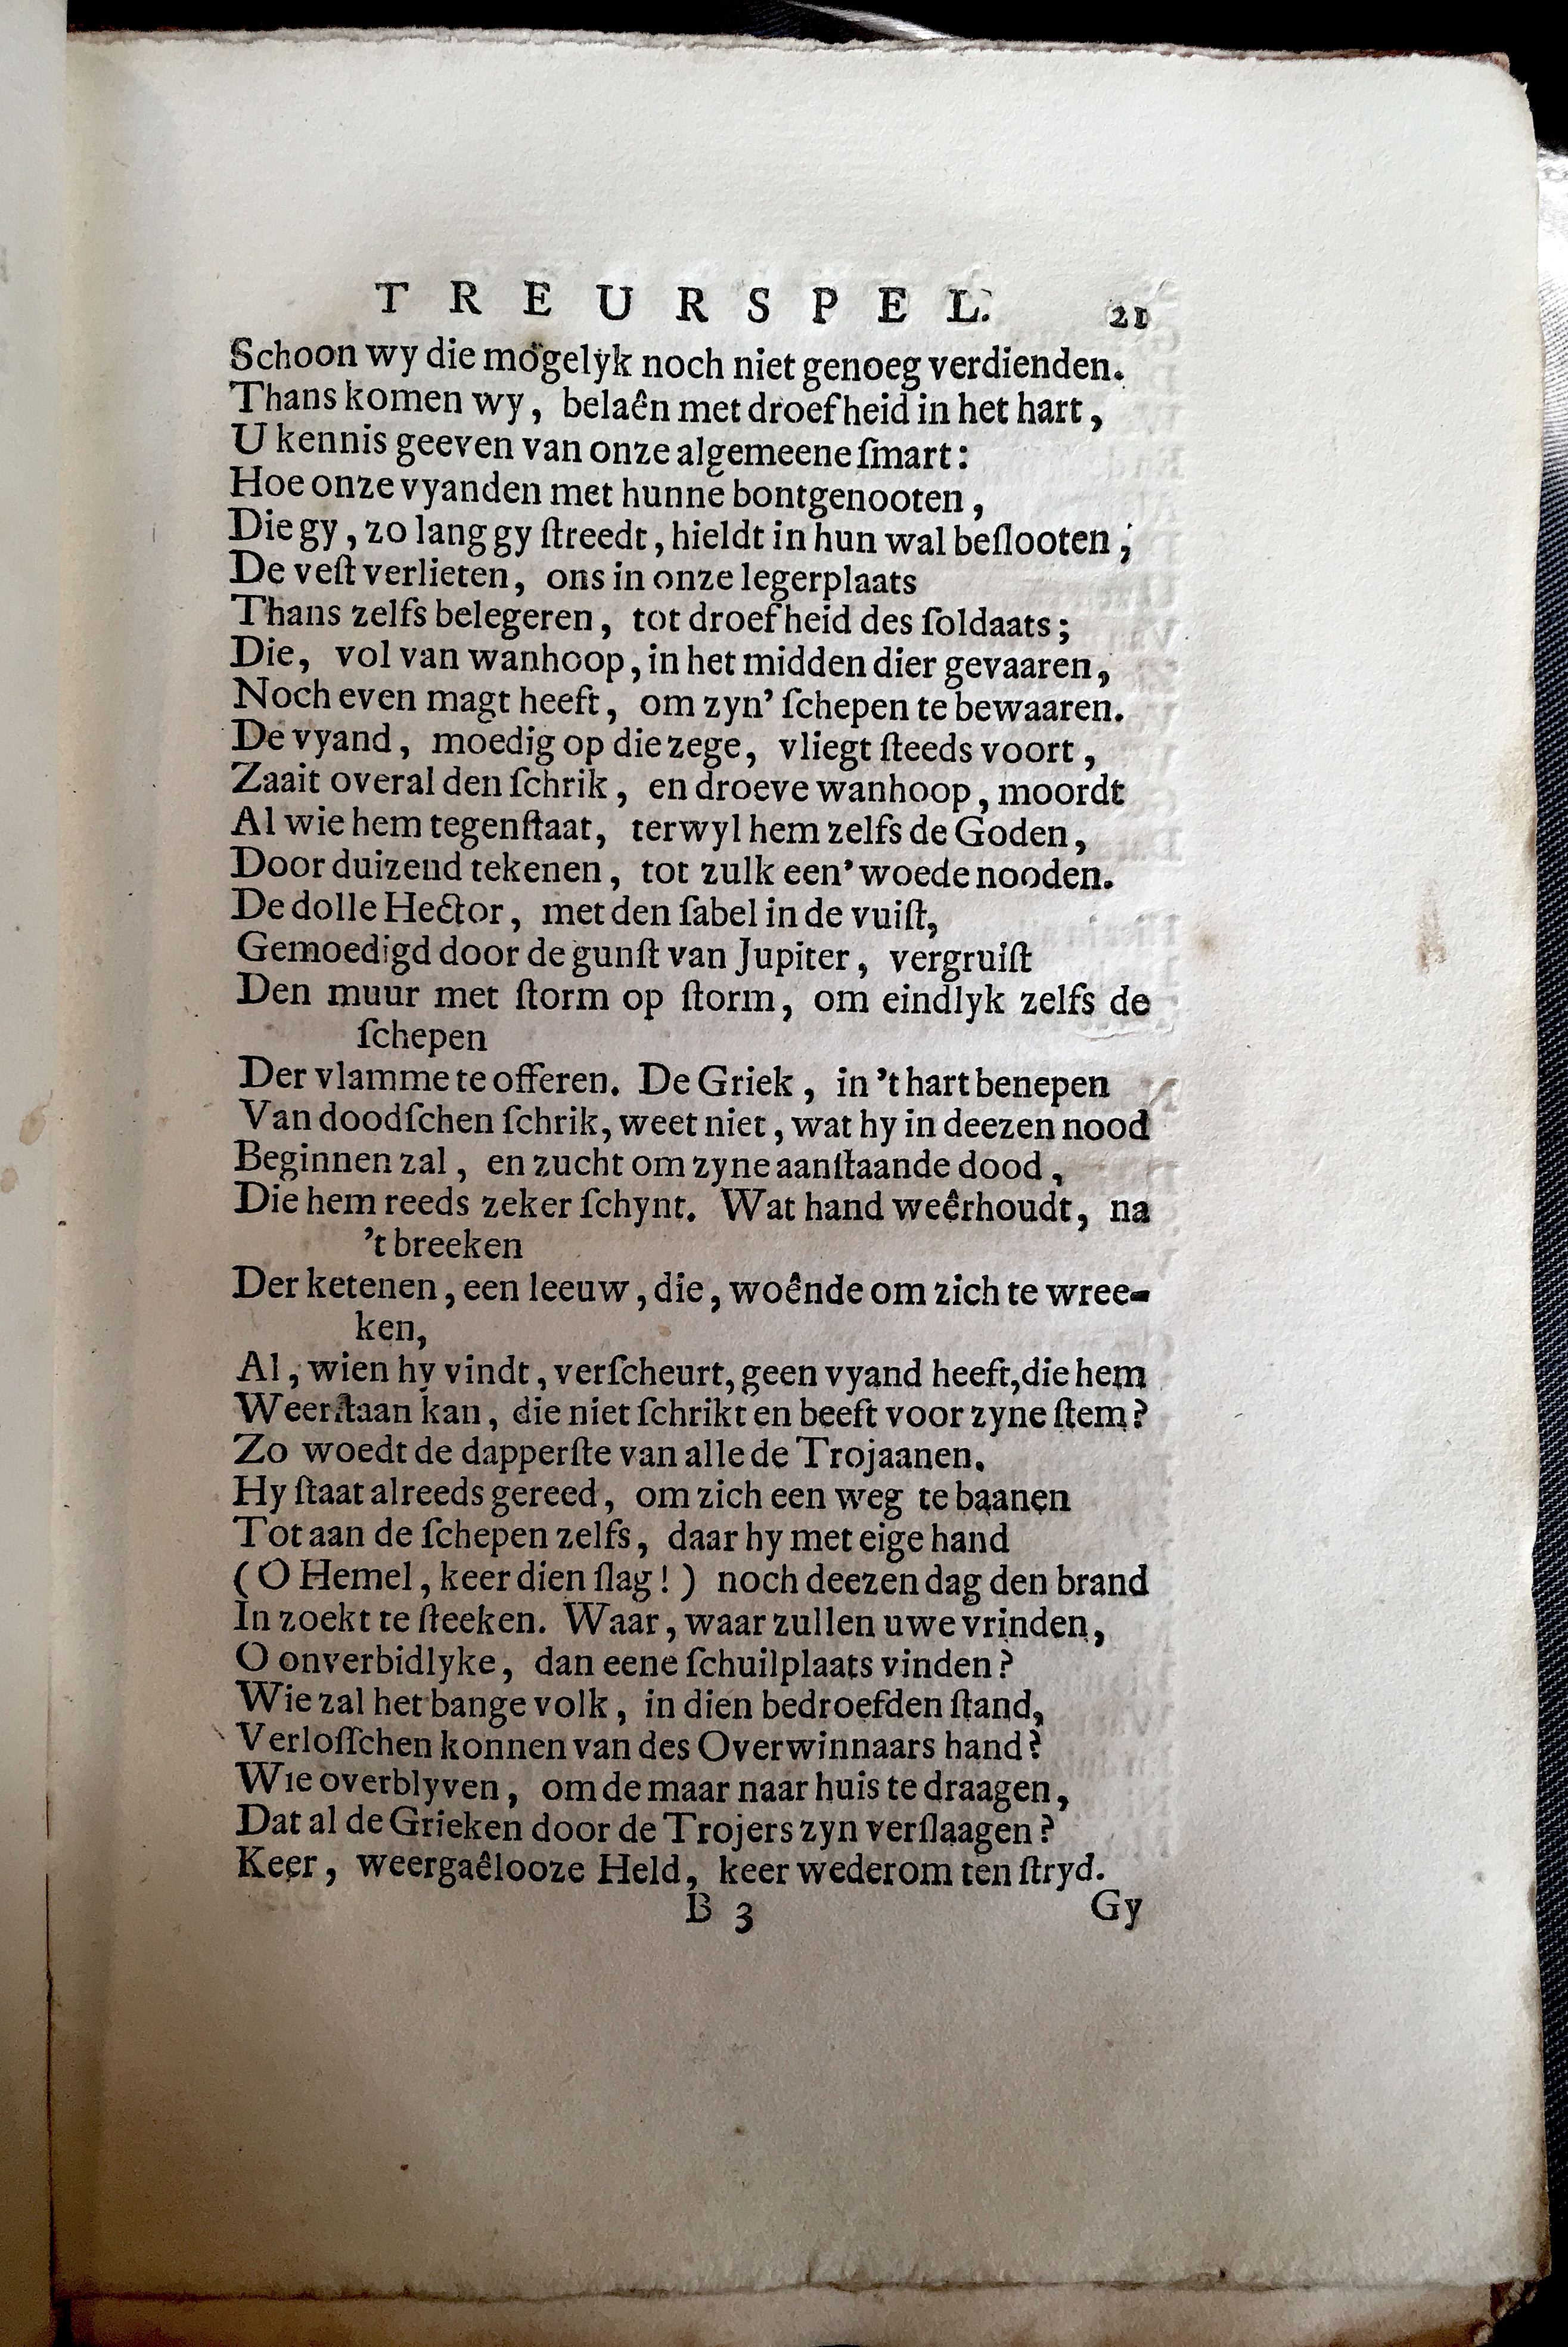 TREURSPEL. 21
Schoon wy die mogelyk noch niet genoeg verdienden.
Thans komen wy, belaên met droefheid in het hart,
U kennis geeven van onze algemeene ſmart:
Hoe onze vyanden met hunne bontgenooten,
Die gy, zo lang gy ſtreedt, hieldt in hun wal beſlooten,
De veſt verlieten, ons in onze legerplaats
Thans zelfs belegeren, tot droefheid des ſoldaats;
Die, vol van wanhoop, in het midden dier gevaaren,
Noch even magt heeft, om zyn' ſchepen te bewaaren.
De vyand, moedig op die zege, vliegt ſteeds voort,
Zaait overal den ſchrik, en droeve wanhoop, moordt
Al wie hem tegenſtaat, terwyl hem zelfs de Goden,
Door duizend tekenen, tot zulk een' woede nooden.
De dolle Hector, met den ſabel in de vuiſt,
Gemoedigd door de gunſt van Jupiter, vergruiſt
Den muur met ſtorm op ſtorm, om eindlyk zelfs de
ſchepen
Der vlamme te offeren. De Griek, in 't hart benepen
Van doodſchen ſchrik, weet niet, wat hy in deezen nood
Beginnen zal, en zucht om zyne aanſtaande dood,
Die hem reeds zeker ſchynt. Wat hand weêrhoudt, na
't breeken
Der ketenen, een leeuw, die, woênde om zich te wree-
ken,
Al, wien hy vindt, verſcheurt, geen vyand heeft, die hem
Weerſtaan kan, die niet ſchrikt en beeft voor zyne ſtem?
Zo woedt de dapperſte van alle de Trojaanen.
Hy ſtaat alreeds gereed, om zich een weg te baanen
Tot aan de ſchepen zelfs, daar hy met eige hand
(O Hemel, keer dien ſlag!) noch deezen dag den brand
In zoekt te ſteeken. Waar, waar zullen uwe vrinden,
O onverbidlyke, dan eene ſchuilplaats vinden?
Wie zal het bange volk, in dien bedroefden ſtand,
Verloſſchen konnen van des Overwinnaars hand?
Wie overblyven, om de maar naar huis te draagen,
Dat al de Grieken door de Trojers zyn verſlaagen?
Keer, weergaêlooze Held, keer wederom ten ſtryd.
B 3 Gy